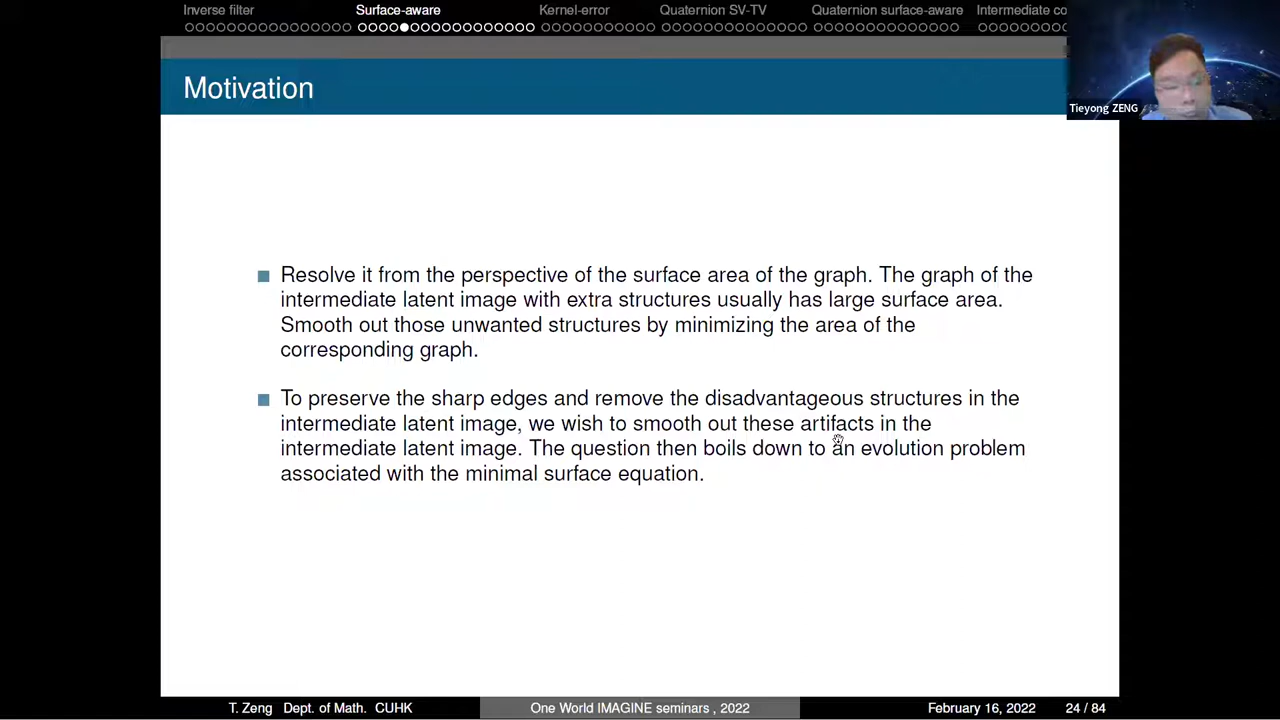 Inverse filter Surface-aware Kernel-error Quaternion SV-TV Quaternion surface-aware Intermediate
Motivation
Tieyong ZENG
Resolve it from the perspective of the surface area of the graph. The graph of the
intermediate latent image with extra structures usually has large surface area.
Smooth out those unwanted structures by minimizing the area of the
corresponding graph.
To preserve the sharp edges and remove the disadvantageous structures in the
intermediate latent image, we wish to smooth out these artifacts in the
intermediate latent image. The question then boils down to an evolution problem
associated with the minimal surface equation.
T. Zeng Dept. of Math. CUHK One World IMAGINE seminars , 2022 February 16, 2022 24 / 84